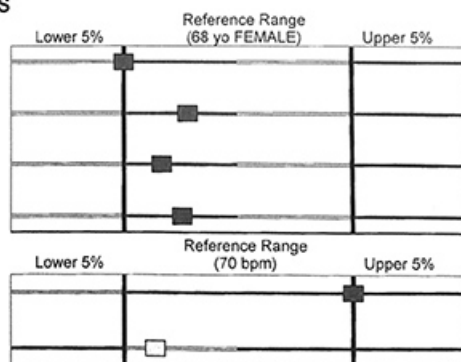 s
Reference Range
Lower 5% (68 yo FEMALE) Upper 5%
Reference Range
Lower 5% (70 bpm) Upper 5%